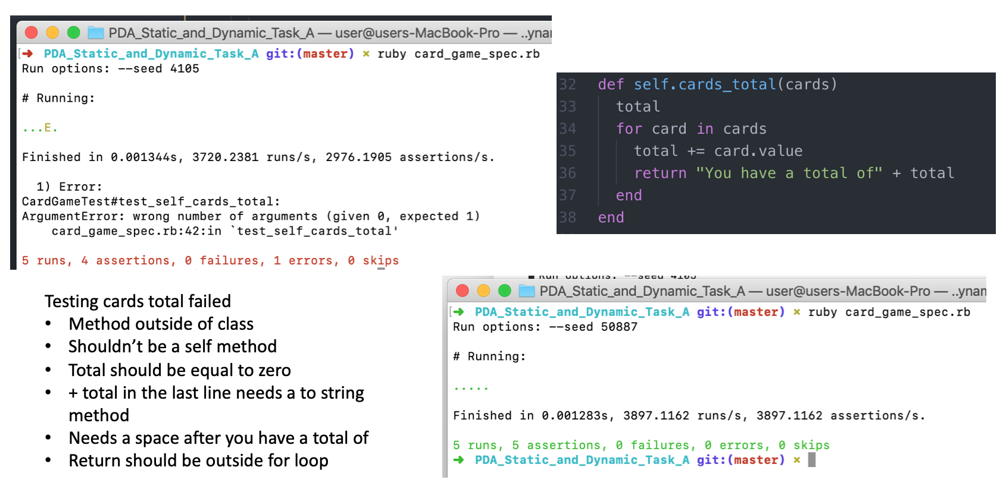 PDA_Static_and_Dynamic_Task_A — user@users-MacBook-Pro — ..ynar
[➜ PDA_Static_and_Dynamic_Task_A git:(master) × ruby card_game_spec.rb
Run options: --seed 4105
# Running:
...E.
Finished in 0.001344s, 3720.2381 runs/s, 2976.1905 assertions/s.
1) Error:
CardGameTest#test_self_cards_total:
ArgumentError: wrong number of arguments (given 0, expected 1)
card_game_spec.rb:42:in `test_self_cards_total'
5 runs, 4 assertions, 0 failures, 1 errors, 0 skips
32 def self.cards_total(cards)
33 total
34 for card in cards
35 total += card.value
36 return "You have a total of" + total
37 end
38 end
Testing cards total failed
• Method outside of class
• Shouldn’t be a self method
• Total should be equal to zero
• + total in the last line needs a to string
method
• Needs a space after you have a total of
• Return should be outside for loop
Run options: --seed 4105
PDA_Static_and_Dynamic_Task_A — user@users-MacBook-Pro — ..ynam
[➜ PDA_Static_and_Dynamic_Task_A git:(master) × ruby card_game_spec.rb
Run options: --seed 50887
# Running:
.....
Finished in 0.001283s, 3897.1162 runs/s, 3897.1162 assertions/s.
5 runs, 5 assertions, 0 failures, 0 errors, 0 skips
➜ PDA_Static_and_Dynamic_Task_A git:(master) ×